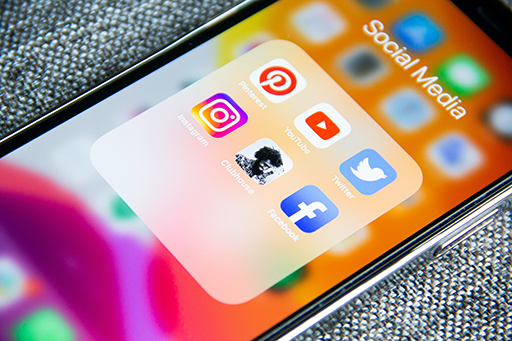 Social Media
Pinterest
YouTube
Twitter
Instagram
Clubhouse
Facebook